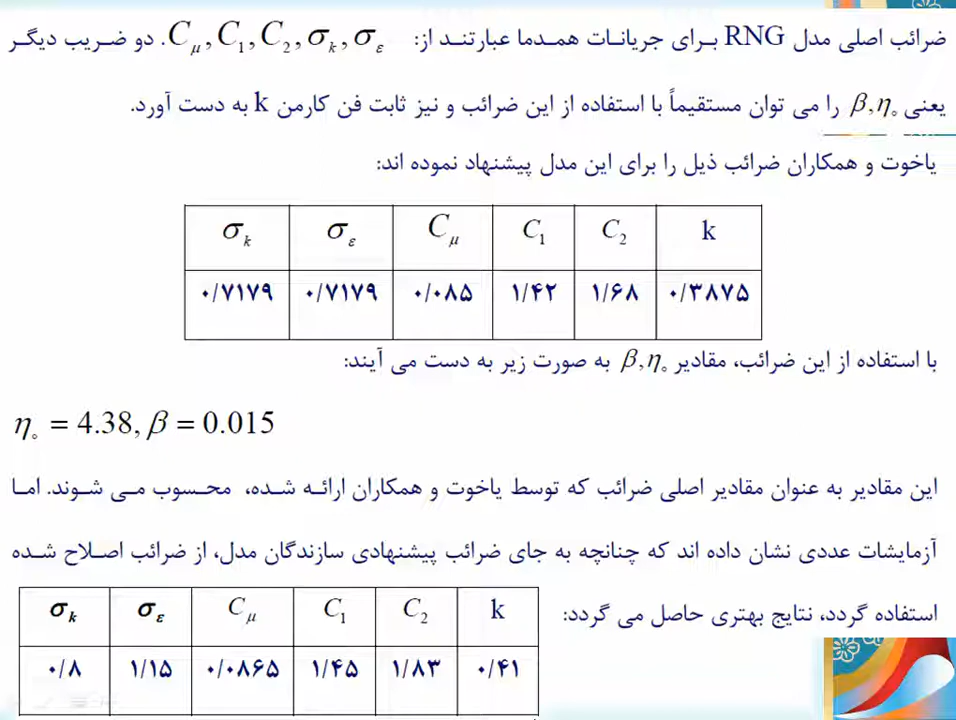 ضرائب اصلی مدل RNG برای جریانات همدما عبارتند از: C_μ, C_1, C_2, σ_k, σ_ε. دو ضریب دیگر
یعنی β, η_° را می توان مستقیماً با استفاده از این ضرائب و نیز ثابت فن کارمن k به دست آورد.
یاخوت و همکاران ضرائب ذیل را برای این مدل پیشنهاد نموده اند:
σ_k σ_ε C_μ C_1 C_2 k
۰/۷۱۷۹ ۰/۷۱۷۹ ۰/۰۸۵ ۱/۴۲ ۱/۶۸ ۰/۳۸۷۵
با استفاده از این ضرائب، مقادیر β, η_° به صورت زیر به دست می آیند:
η_° = 4.38, β = 0.015
این مقادیر به عنوان مقادیر اصلی ضرائب که توسط یاخوت و همکاران ارائه شده، محسوب می شوند. اما
آزمایشات عددی نشان داده اند که چنانچه به جای ضرائب پیشنهادی سازندگان مدل، از ضرائب اصلاح شده
استفاده گردد، نتایج بهتری حاصل می گردد:
σ_k σ_ε C_μ C_1 C_2 k
۰/۸ ۱/۱۵ ۰/۰۸۶۵ ۱/۴۵ ۱/۸۳ ۰/۴۱